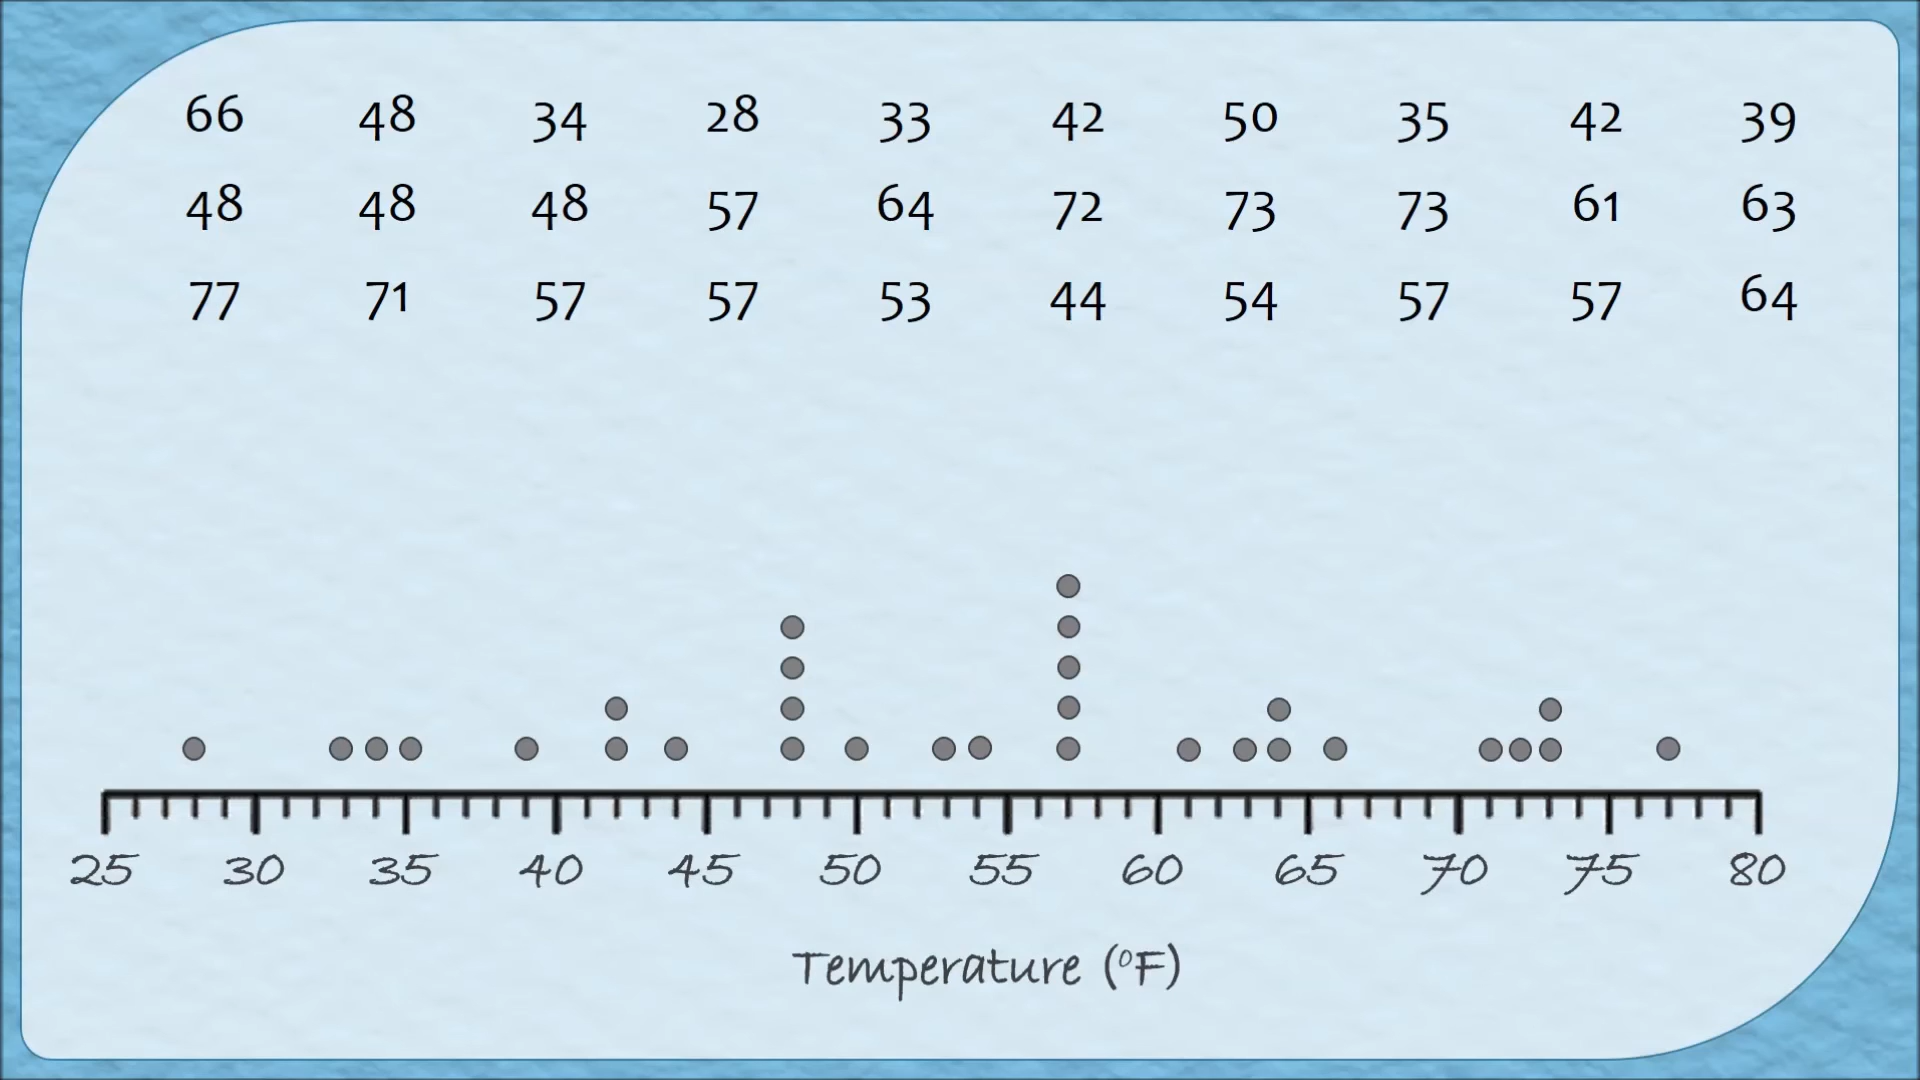 66 48 34 28 33 42 50 35 42 39
48 48 48 57 64 72 73 73 61 63
77 71 57 57 53 44 54 57 57 64
25 30 35 40 45 50 55 60 65 70 75 80
Temperature (°F)